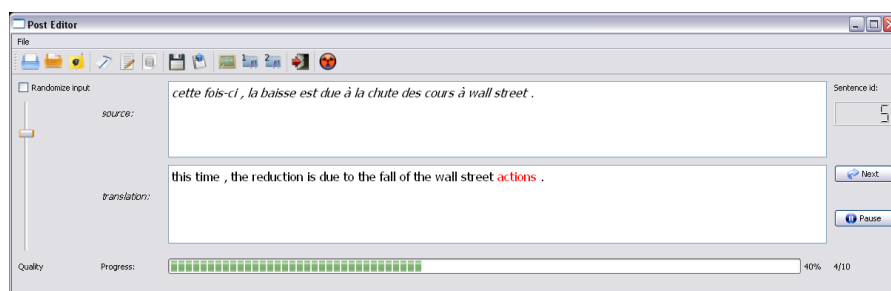 Post Editor
File
Randomize input
source:
cette fois-ci , la baisse est due à la chute des cours à wall street .
Sentence id:
5
translation:
this time , the reduction is due to the fall of the wall street actions .
Next
Pause
Quality
Progress:
40%
4/10